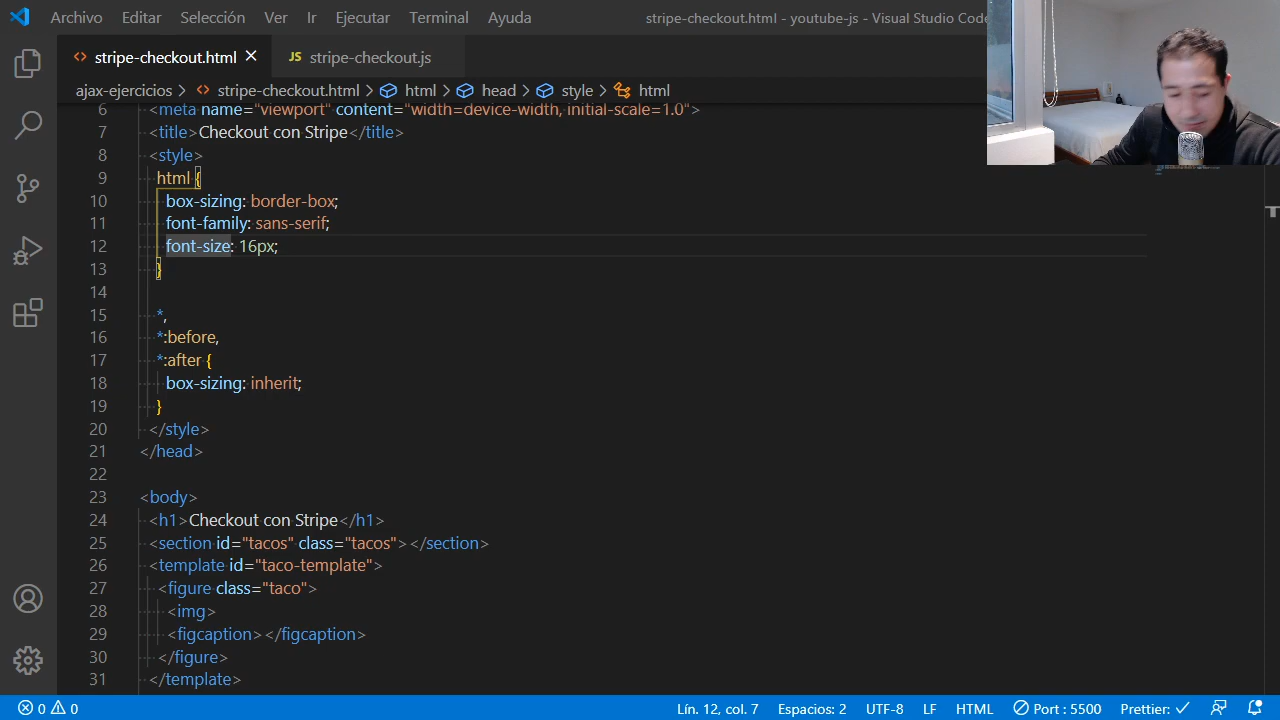 Archivo Editar Selección Ver Ir Ejecutar Terminal Ayuda stripe-checkout.html - youtube-js - Visual Studio Code
stripe-checkout.html JS stripe-checkout.js
ajax-ejercicios > stripe-checkout.html > html > head > style > html
6 <meta name="viewport" content="width=device-width, initial-scale=1.0">
7 <title>Checkout con Stripe</title>
8 <style>
9 html {
10 box-sizing: border-box;
11 font-family: sans-serif;
12 font-size: 16px;
13 }
14
15 *,
16 *:before,
17 *:after {
18 box-sizing: inherit;
19 }
20 </style>
21 </head>
22
23 <body>
24 <h1>Checkout con Stripe</h1>
25 <section id="tacos" class="tacos"></section>
26 <template id="taco-template">
27 <figure class="taco">
28 <img>
29 <figcaption></figcaption>
30 </figure>
31 </template>
0 0 Lín. 12, col. 7 Espacios: 2 UTF-8 LF HTML Port : 5500 Prettier: ✓